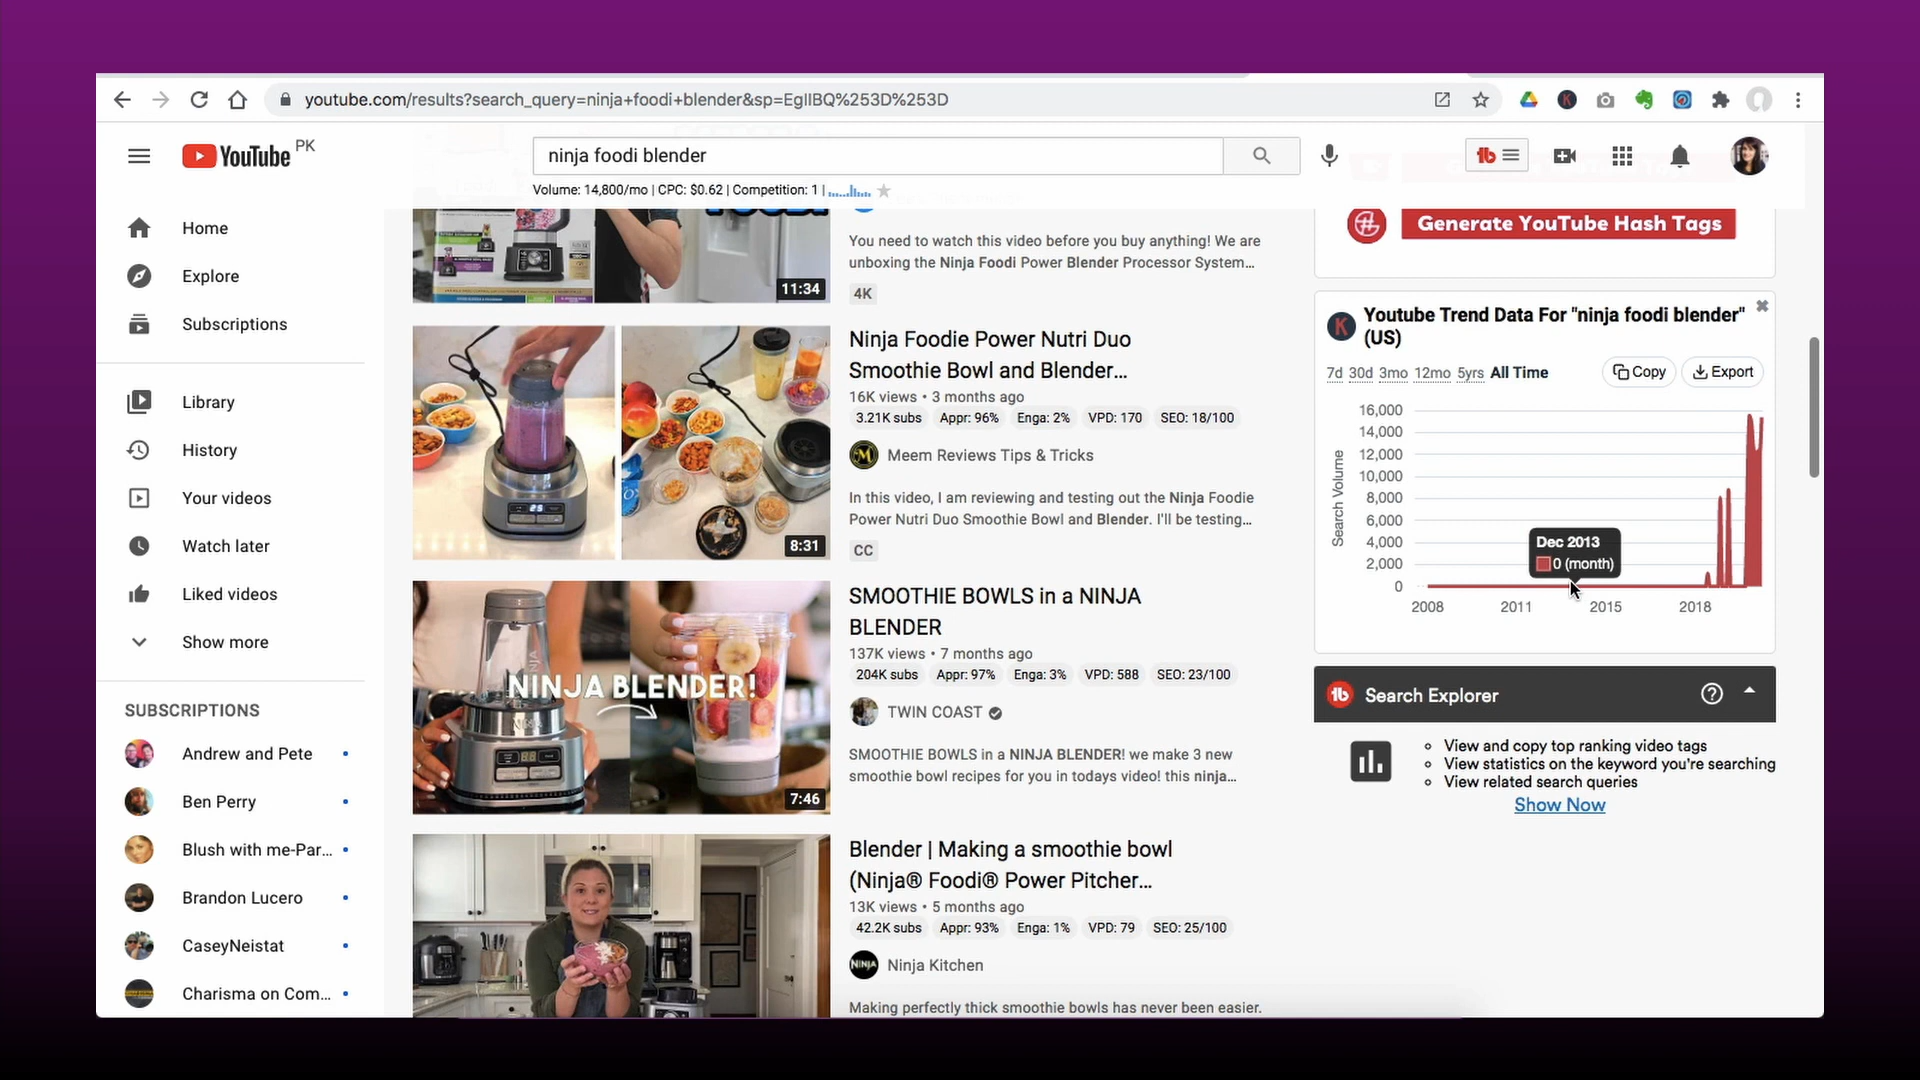 youtube.com/results?search_query=ninja+foodi+blender&sp=EgIIBQ%253D%253D
YouTube PK
ninja foodi blender
Volume: 14,800/mo | CPC: $0.62 | Competition: 1 |
Home
Explore
Subscriptions
Library
History
Your videos
Watch later
Liked videos
Show more
SUBSCRIPTIONS
Andrew and Pete
Ben Perry
Blush with me-Par...
Brandon Lucero
CaseyNeistat
Charisma on Com...
11:34
You need to watch this video before you buy anything! We are
unboxing the Ninja Foodi Power Blender Processor System...
4K
8:31
Ninja Foodie Power Nutri Duo
Smoothie Bowl and Blender...
16K views • 3 months ago
3.21K subs Appr: 96% Enga: 2% VPD: 170 SEO: 18/100
Meem Reviews Tips & Tricks
In this video, I am reviewing and testing out the Ninja Foodie
Power Nutri Duo Smoothie Bowl and Blender. I'll be testing...
CC
NINJA BLENDER!
7:46
SMOOTHIE BOWLS in a NINJA
BLENDER
137K views • 7 months ago
204K subs Appr: 97% Enga: 3% VPD: 588 SEO: 23/100
TWIN COAST
SMOOTHIE BOWLS in a NINJA BLENDER! we make 3 new
smoothie bowl recipes for you in todays video! this ninja...
Blender | Making a smoothie bowl
(Ninja® Foodi® Power Pitcher...
13K views • 5 months ago
42.2K subs Appr: 93% Enga: 1% VPD: 79 SEO: 25/100
NINJA
Ninja Kitchen
Making perfectly thick smoothie bowls has never been easier.
Generate YouTube Hash Tags
K
Youtube Trend Data For "ninja foodi blender"
(US)
7d 30d 3mo 12mo 5yrs All Time
Copy
Export
Search Volume
16,000
14,000
12,000
10,000
8,000
6,000
4,000
2,000
0
Dec 2013
0 (month)
2008 2011 2015 2018
Search Explorer
View and copy top ranking video tags
View statistics on the keyword you're searching
View related search queries
Show Now